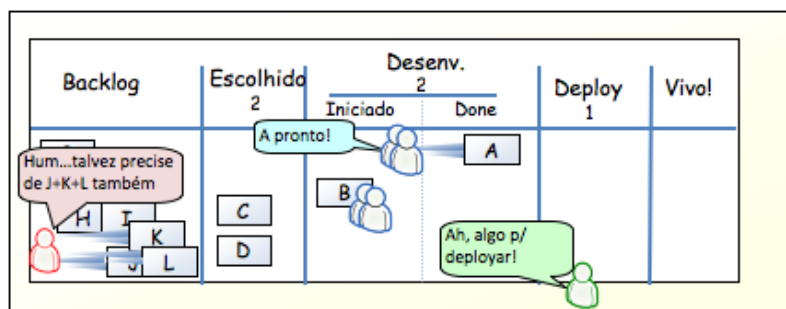 Backlog
Escolhido
2
Desenv.
2
Iniciado
Done
Deploy
1
Vivo!
A pronto!
A
Hum...talvez precise
de J+K+L também
B
H
I
K
L
C
D
Ah, algo p/
deployar!